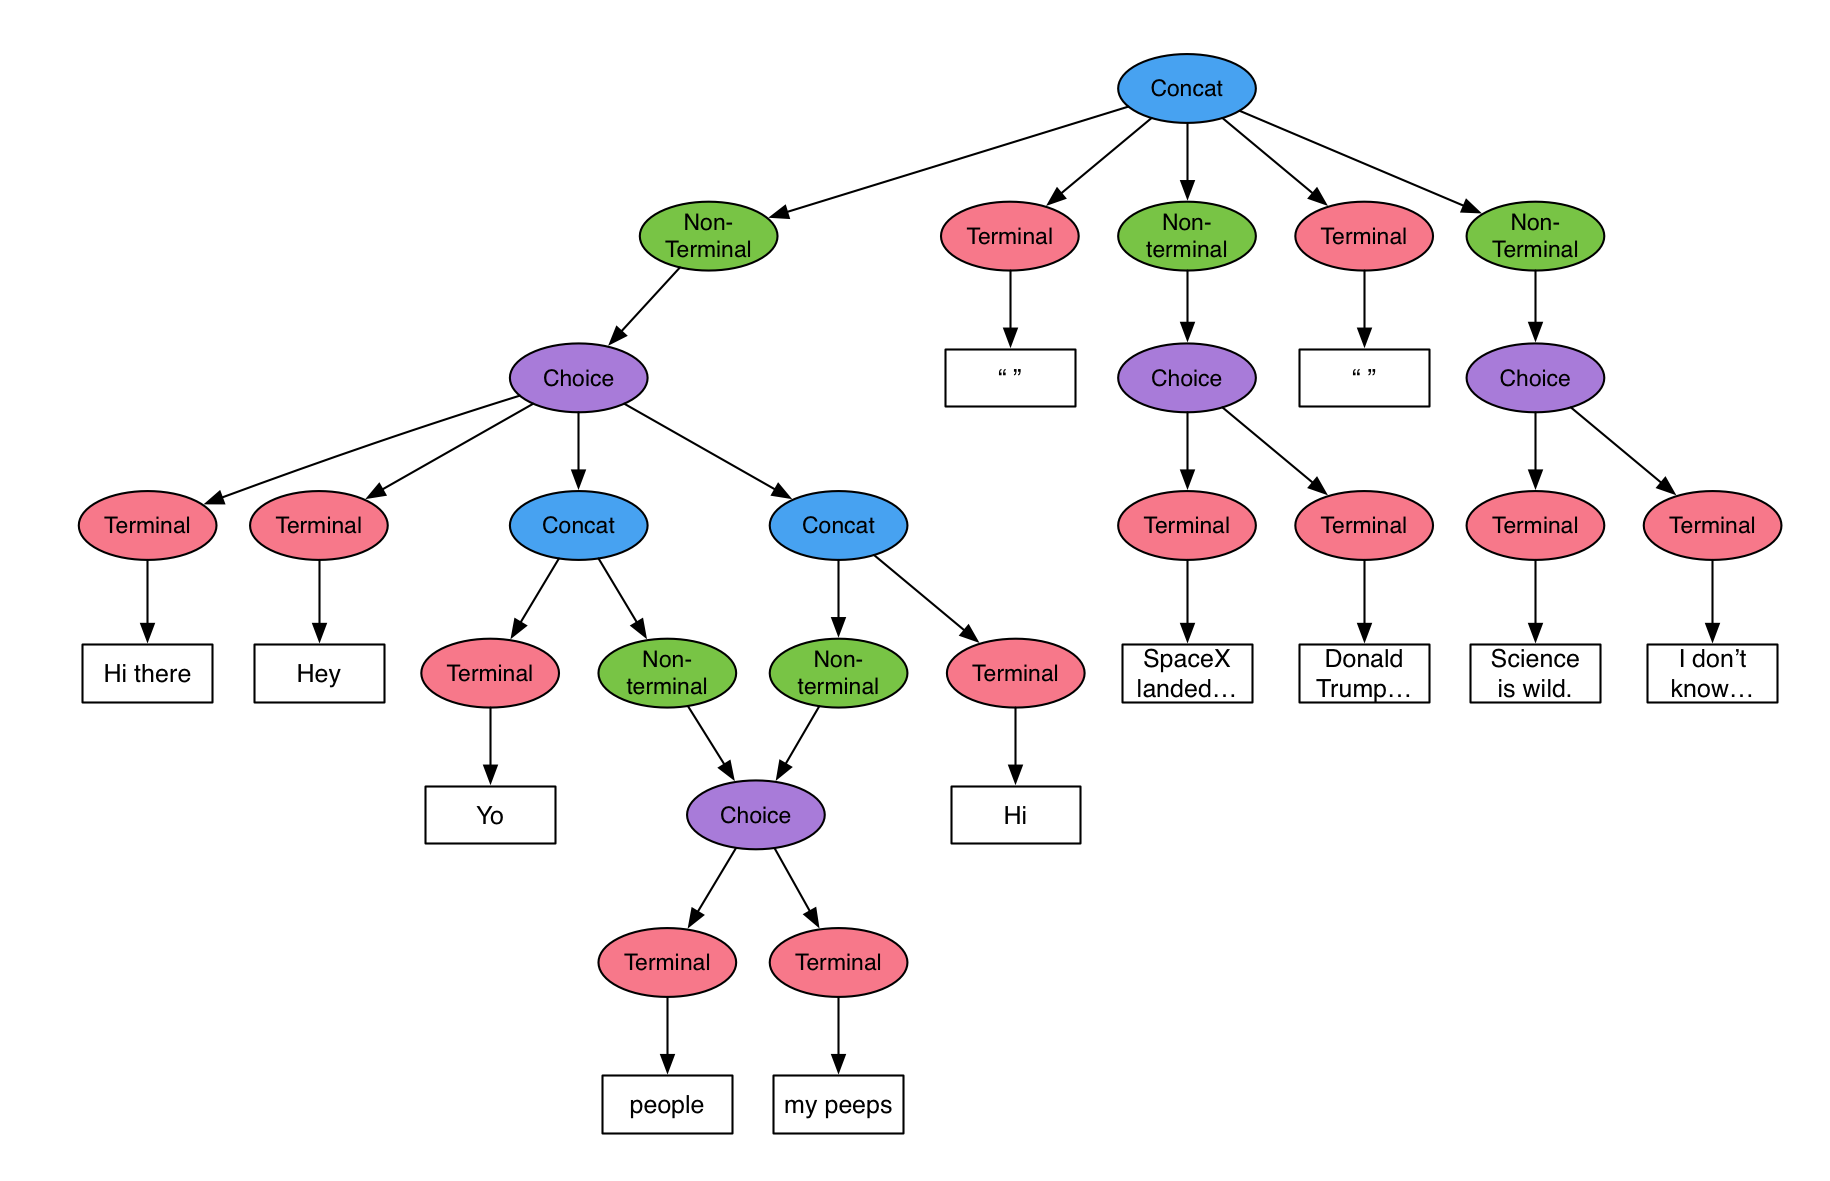 Concat
Non-
Terminal
Terminal
Non-
terminal
Terminal
Non-
Terminal
Choice
“ ”
Choice
“ ”
Choice
Terminal
Terminal
Concat
Concat
Terminal
Terminal
Terminal
Terminal
Hi there
Hey
Terminal
Non-
terminal
Non-
terminal
Terminal
SpaceX
landed…
Donald
Trump…
Science
is wild.
I don’t
know…
Yo
Choice
Hi
Terminal
Terminal
people
my peeps